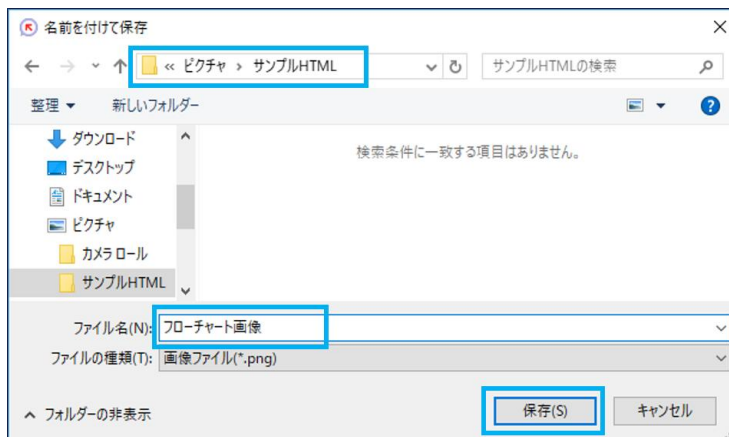 名前を付けて保存
« ピクチャ › サンプルHTML
サンプルHTMLの検索
整理 新しいフォルダー
ダウンロード
検索条件に一致する項目はありません。
デスクトップ
ドキュメント
ピクチャ
カメラロール
サンプルHTML
ファイル名(N): フローチャート画像
ファイルの種類(T): 画像ファイル(*.png)
フォルダーの非表示
保存(S)
キャンセル